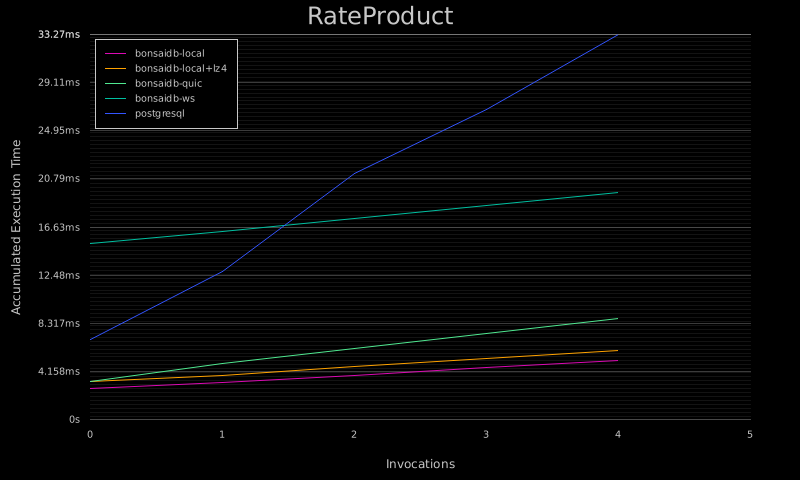 RateProduct
33.27ms
29.11ms
24.95ms
20.79ms
16.63ms
12.48ms
8.317ms
4.158ms
0s
bonsaidb-local
bonsaidb-local+lz4
bonsaidb-quic
bonsaidb-ws
postgresql
Accumulated Execution Time
0 1 2 3 4 5
Invocations